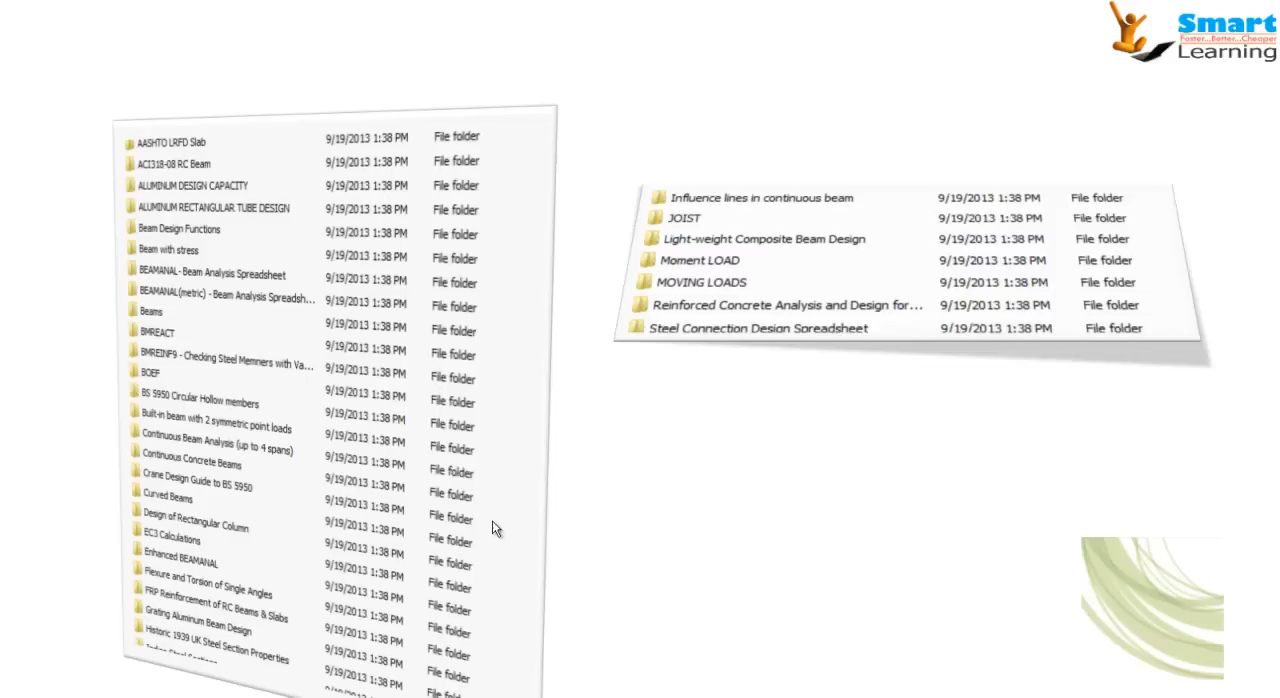 Smart
Faster...Better...Cheaper
Learning
AASHTO LRFD Slab 9/19/2013 1:38 PM File folder
ACI318-08 RC Beam 9/19/2013 1:38 PM File folder
ALUMINUM DESIGN CAPACITY 9/19/2013 1:38 PM File folder
ALUMINUM RECTANGULAR TUBE DESIGN 9/19/2013 1:38 PM File folder
Beam Design Functions 9/19/2013 1:38 PM File folder
Beam with stress 9/19/2013 1:38 PM File folder
BEAMANAL- Beam Analysis Spreadsheet 9/19/2013 1:38 PM File folder
BEAMANAL(metric) - Beam Analysis Spreadsh... 9/19/2013 1:38 PM File folder
Beams 9/19/2013 1:38 PM File folder
BMREACT 9/19/2013 1:38 PM File folder
BMREINF9 - Checking Steel Memners with Va... 9/19/2013 1:38 PM File folder
BOEF 9/19/2013 1:38 PM File folder
BS 5950 Circular Hollow members 9/19/2013 1:38 PM File folder
Built-in beam with 2 symmetric point loads 9/19/2013 1:38 PM File folder
Continuous Beam Analysis (up to 4 spans) 9/19/2013 1:38 PM File folder
Continuous Concrete Beams 9/19/2013 1:38 PM File folder
Crane Design Guide to BS 5950 9/19/2013 1:38 PM File folder
Curved Beams 9/19/2013 1:38 PM File folder
Design of Rectangular Column 9/19/2013 1:38 PM File folder
EC3 Calculations 9/19/2013 1:38 PM File folder
Enhanced BEAMANAL 9/19/2013 1:38 PM File folder
Flexure and Torsion of Single Angles 9/19/2013 1:38 PM File folder
FRP Reinforcement of RC Beams & Slabs 9/19/2013 1:38 PM File folder
Grating Aluminum Beam Design 9/19/2013 1:38 PM File folder
Historic 1939 UK Steel Section Properties 9/19/2013 1:38 PM File folder
Influence lines in continuous beam 9/19/2013 1:38 PM File folder
JOIST 9/19/2013 1:38 PM File folder
Light-weight Composite Beam Design 9/19/2013 1:38 PM File folder
Moment LOAD 9/19/2013 1:38 PM File folder
MOVING LOADS 9/19/2013 1:38 PM File folder
Reinforced Concrete Analysis and Design for... 9/19/2013 1:38 PM File folder
Steel Connection Design Spreadsheet 9/19/2013 1:38 PM File folder